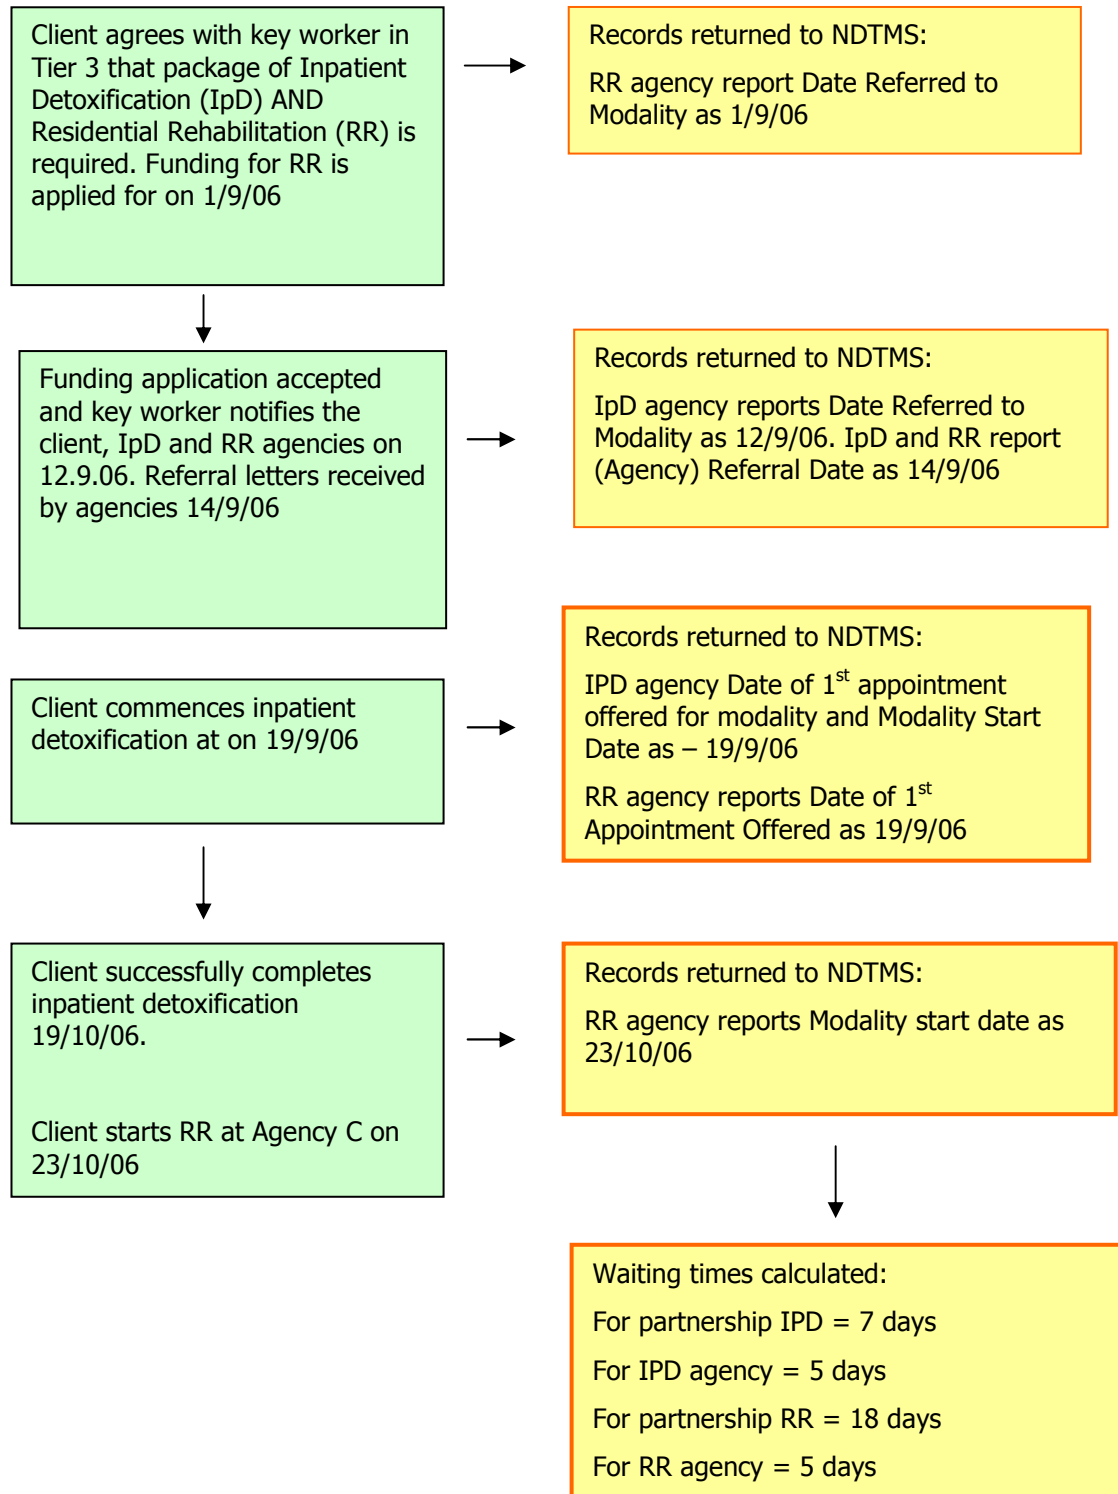 Client agrees with key worker in
Tier 3 that package of Inpatient
Detoxification (IpD) AND
Residential Rehabilitation (RR) is
required. Funding for RR is
applied for on 1/9/06
Records returned to NDTMS:
RR agency report Date Referred to
Modality as 1/9/06
Funding application accepted
and key worker notifies the
client, IpD and RR agencies on
12.9.06. Referral letters received
by agencies 14/9/06
Records returned to NDTMS:
IpD agency reports Date Referred to
Modality as 12/9/06. IpD and RR report
(Agency) Referral Date as 14/9/06
Client commences inpatient
detoxification at on 19/9/06
Records returned to NDTMS:
IPD agency Date of 1st appointment
offered for modality and Modality Start
Date as – 19/9/06
RR agency reports Date of 1st
Appointment Offered as 19/9/06
Client successfully completes
inpatient detoxification
19/10/06.
Client starts RR at Agency C on
23/10/06
Records returned to NDTMS:
RR agency reports Modality start date as
23/10/06
Waiting times calculated:
For partnership IPD = 7 days
For IPD agency = 5 days
For partnership RR = 18 days
For RR agency = 5 days